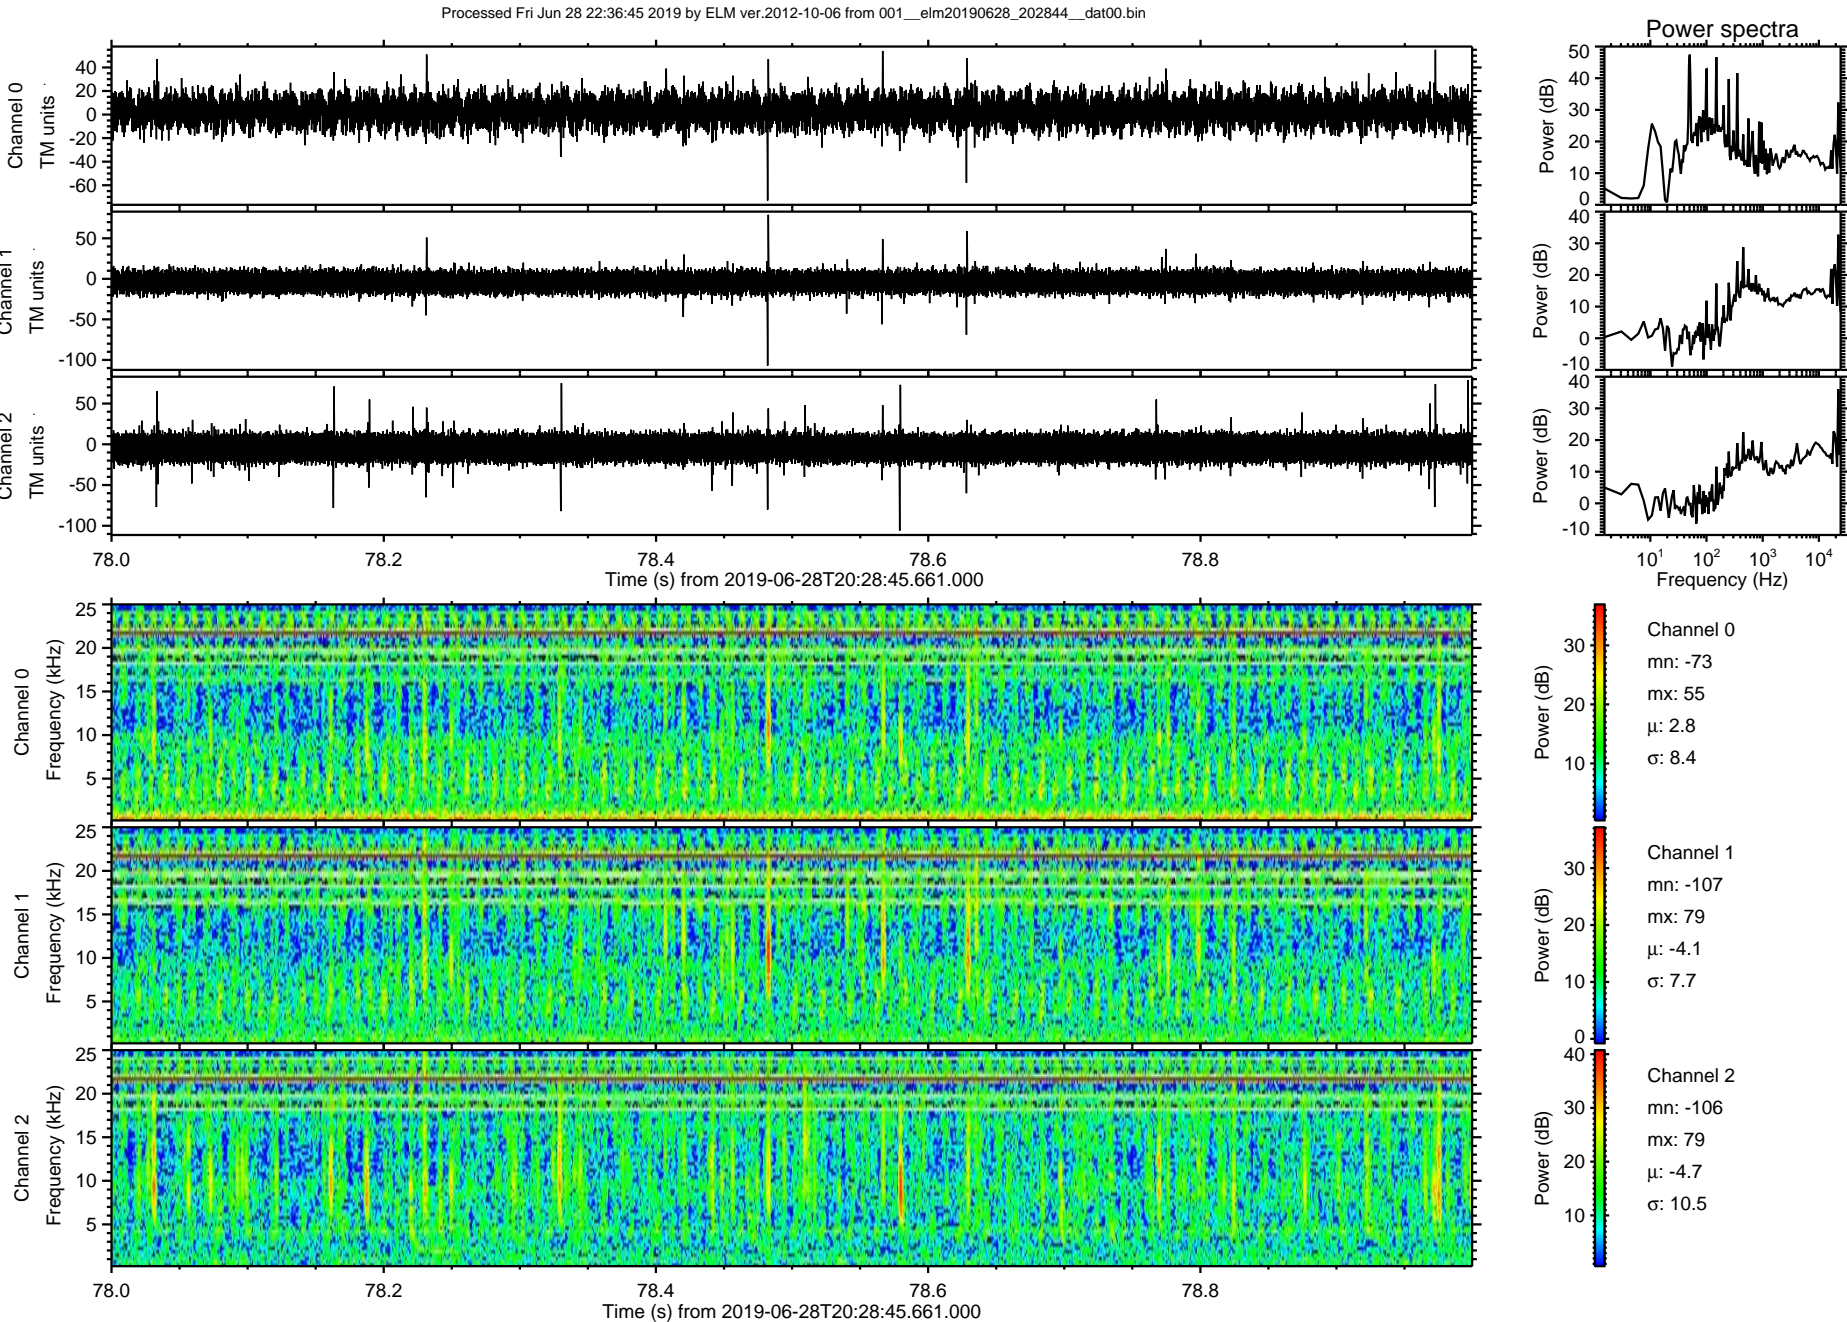 Processed Fri Jun 28 22:36:45 2019 by ELM ver.2012-10-06 from 001__elm20190628_202844__dat00.bin
Power spectra
Channel 0
TM units
40
20
0
-20
-40
-60
Power (dB)
50
40
30
20
10
0
Channel 1
TM units
50
0
-50
-100
Power (dB)
40
30
20
10
0
-10
Channel 2
TM units
50
0
-50
-100
Power (dB)
40
30
20
10
0
-10
78.0 78.2 78.4 78.6 78.8
Time (s) from 2019-06-28T20:28:45.661.000
10¹ 10² 10³ 10⁴
Frequency (Hz)
Channel 0
Frequency (kHz)
25
20
15
10
5
Power (dB)
30
20
10
Channel 0
mn: -73
mx: 55
μ: 2.8
σ: 8.4
Channel 1
Frequency (kHz)
25
20
15
10
5
Power (dB)
30
20
10
0
Channel 1
mn: -107
mx: 79
μ: -4.1
σ: 7.7
Channel 2
Frequency (kHz)
25
20
15
10
5
Power (dB)
40
30
20
10
Channel 2
mn: -106
mx: 79
μ: -4.7
σ: 10.5
78.0 78.2 78.4 78.6 78.8
Time (s) from 2019-06-28T20:28:45.661.000